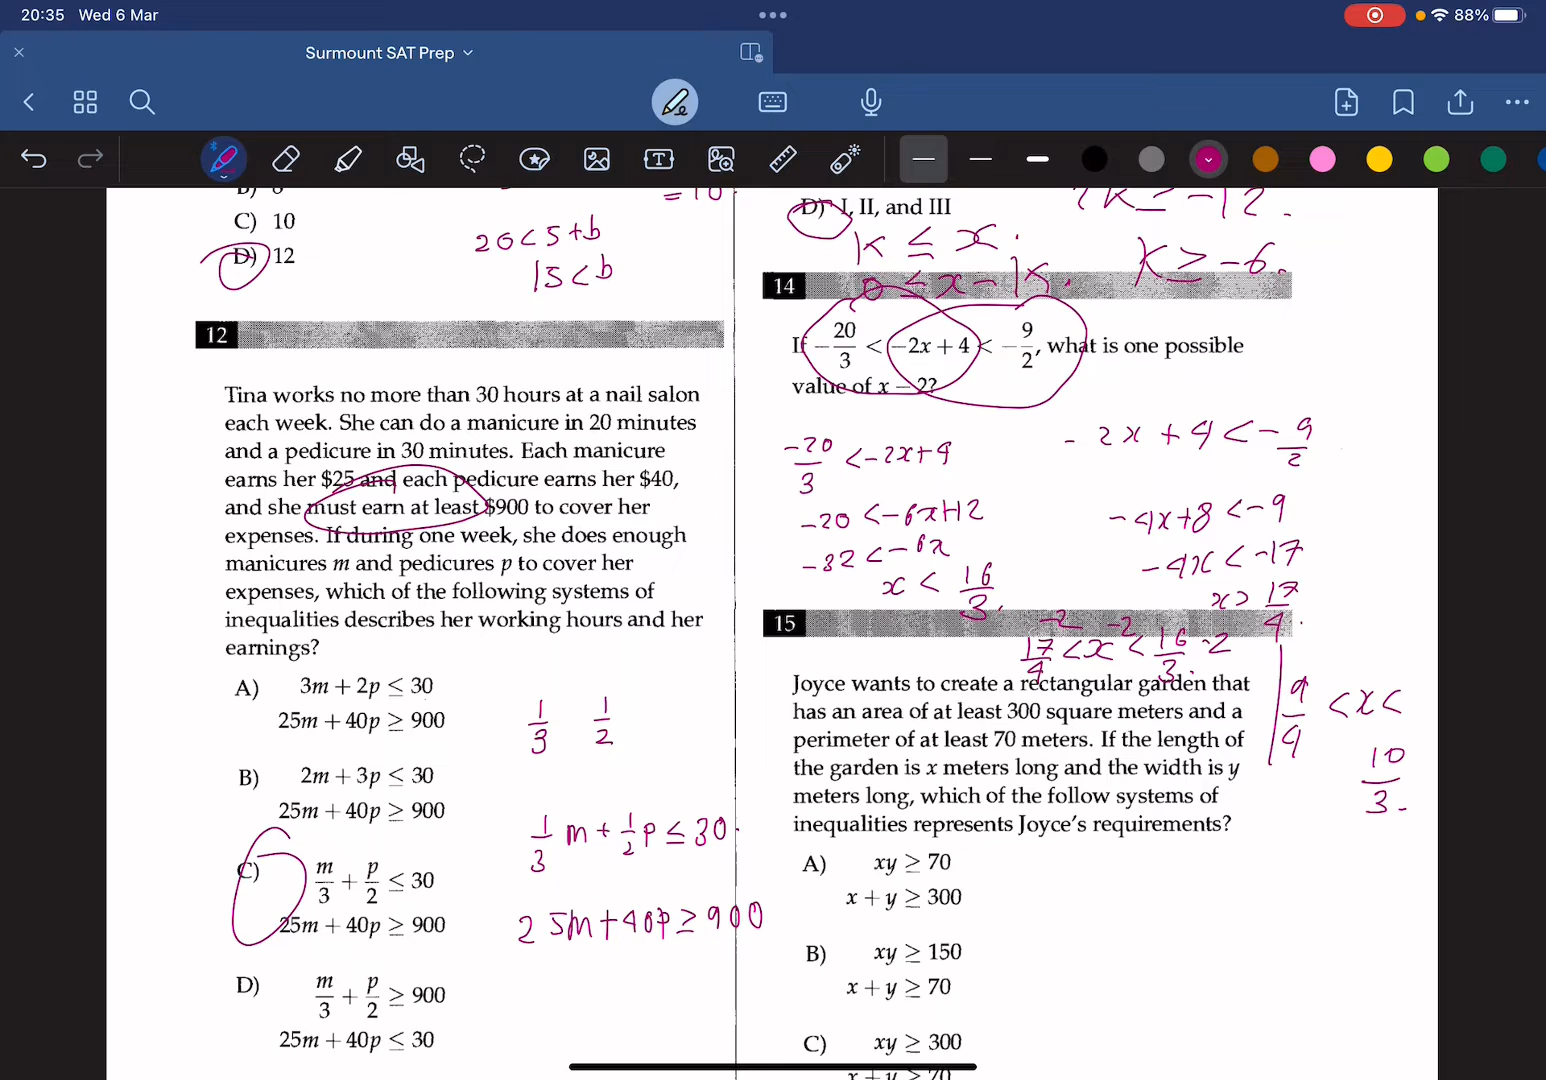 20:35 Wed 6 Mar
88%
Surmount SAT Prep
C) 10
D) 12
= 10
20 < 5 + b
15 < b
12
Tina works no more than 30 hours at a nail salon
each week. She can do a manicure in 20 minutes
and a pedicure in 30 minutes. Each manicure
earns her $25 and each pedicure earns her $40,
and she must earn at least $900 to cover her
expenses. If during one week, she does enough
manicures m and pedicures p to cover her
expenses, which of the following systems of
inequalities describes her working hours and her
earnings?
A) 3m + 2p ≤ 30
25m + 40p ≥ 900
B) 2m + 3p ≤ 30
25m + 40p ≥ 900
C) m/3 + p/2 ≤ 30
25m + 40p ≥ 900
D) m/3 + p/2 ≥ 900
25m + 40p ≤ 30
1/3 1/2
1/3 m + 1/2 p ≤ 30
25m + 40p ≥ 900
D) I, II, and III
k ≤ x.
0 ≤ x - k.
k ≥ -6.
14
If -20/3 < -2x + 4 < -9/2, what is one possible
value of x - 2?
-20/3 < -2x+4
-20 < -6x+12
-32 < -6x
x < 16/3.
-2x + 4 < -9/2
-4x+8 < -9
-4x < -17
x > 17/4
15
-2 -2
17/4 < x < 16/3 -2
9/4 < x <
10/3.
Joyce wants to create a rectangular garden that
has an area of at least 300 square meters and a
perimeter of at least 70 meters. If the length of
the garden is x meters long and the width is y
meters long, which of the follow systems of
inequalities represents Joyce's requirements?
A) xy ≥ 70
x + y ≥ 300
B) xy ≥ 150
x + y ≥ 70
C) xy ≥ 300
x + y ≥ 70